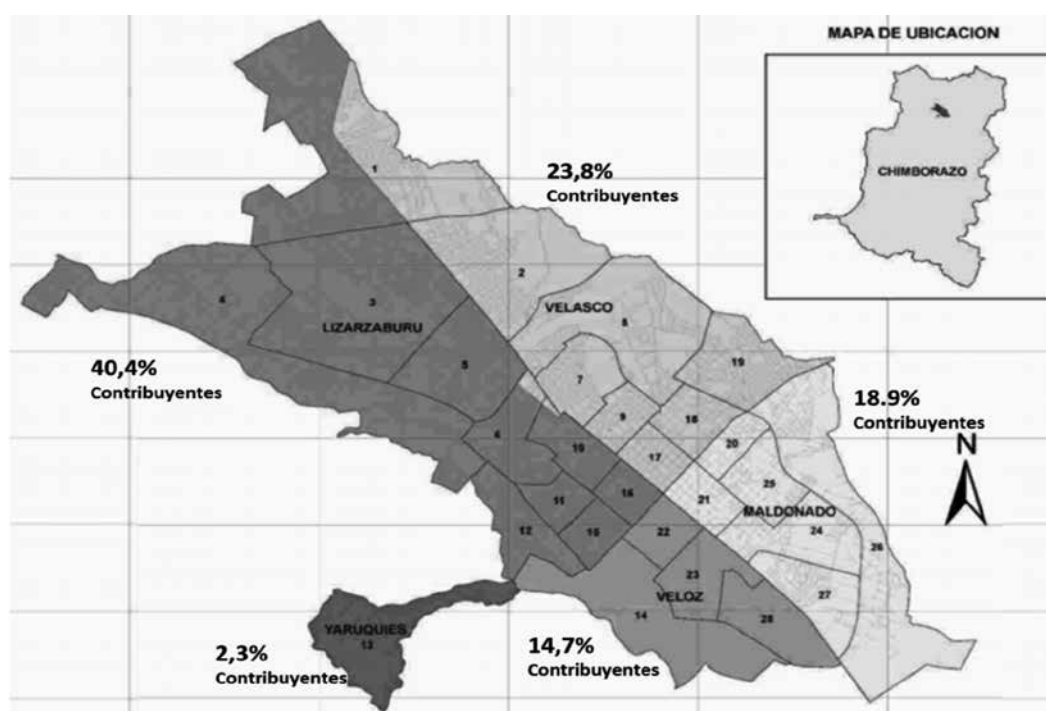 MAPA DE UBICACION
CHIMBORAZO
23,8%
Contribuyentes
1
2
VELASCO
8
4
3
LIZARZABURU
5
7
19
40,4%
Contribuyentes
18.9%
Contribuyentes
9
18
6
10
17
20
N
25
11
16
21
MALDONADO
12
15
22
24
26
23
27
VELOZ
14
28
YARUQUIES
13
2,3%
Contribuyentes
14,7%
Contribuyentes